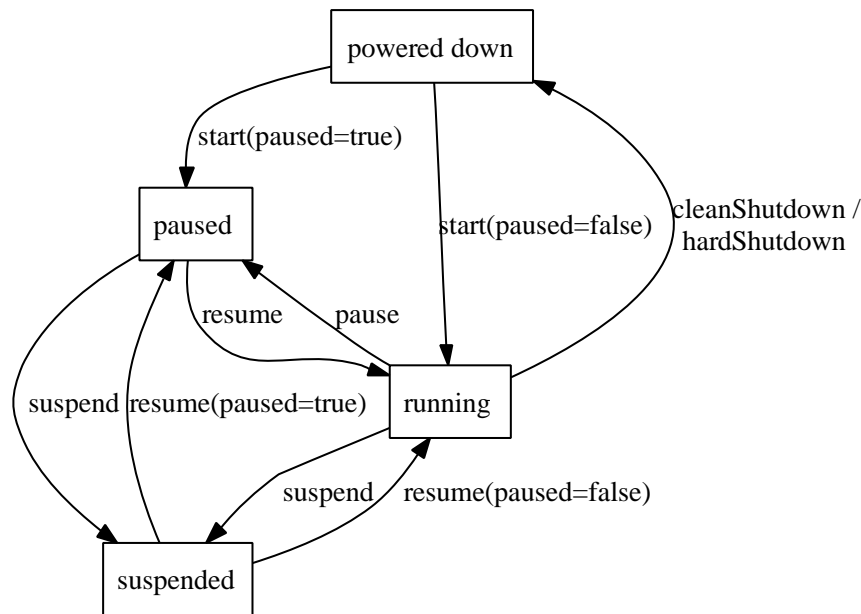 powered down
start(paused=true)
cleanShutdown /
hardShutdown
start(paused=false)
paused
resume
pause
running
suspend
resume(paused=true)
suspend
resume(paused=false)
suspended